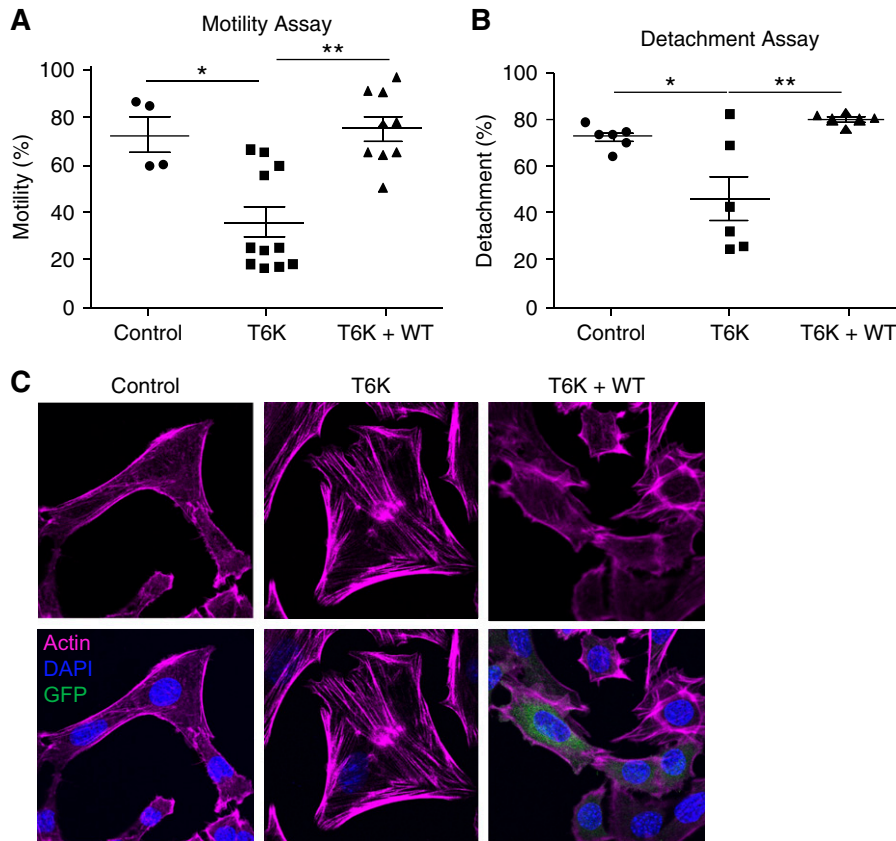 A
Motility Assay
*
**
Motility (%)
100
80
60
40
20
0
Control
T6K
T6K + WT
B
Detachment Assay
*
**
Detachment (%)
100
80
60
40
20
0
Control
T6K
T6K + WT
C
Control
T6K
T6K + WT
Actin
DAPI
GFP